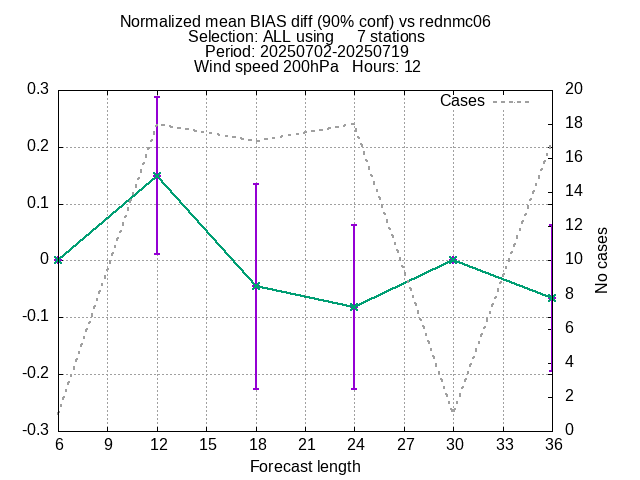 Normalized mean BIAS diff (90% conf) vs rednmc06
Selection: ALL using     7 stations
Period: 20250702-20250719
Wind speed 200hPa   Hours: 12
Cases
0.3
0.2
0.1
0
-0.1
-0.2
-0.3
20
18
16
14
12
10
8
6
4
2
0
No cases
6 9 12 15 18 21 24 27 30 33 36
Forecast length